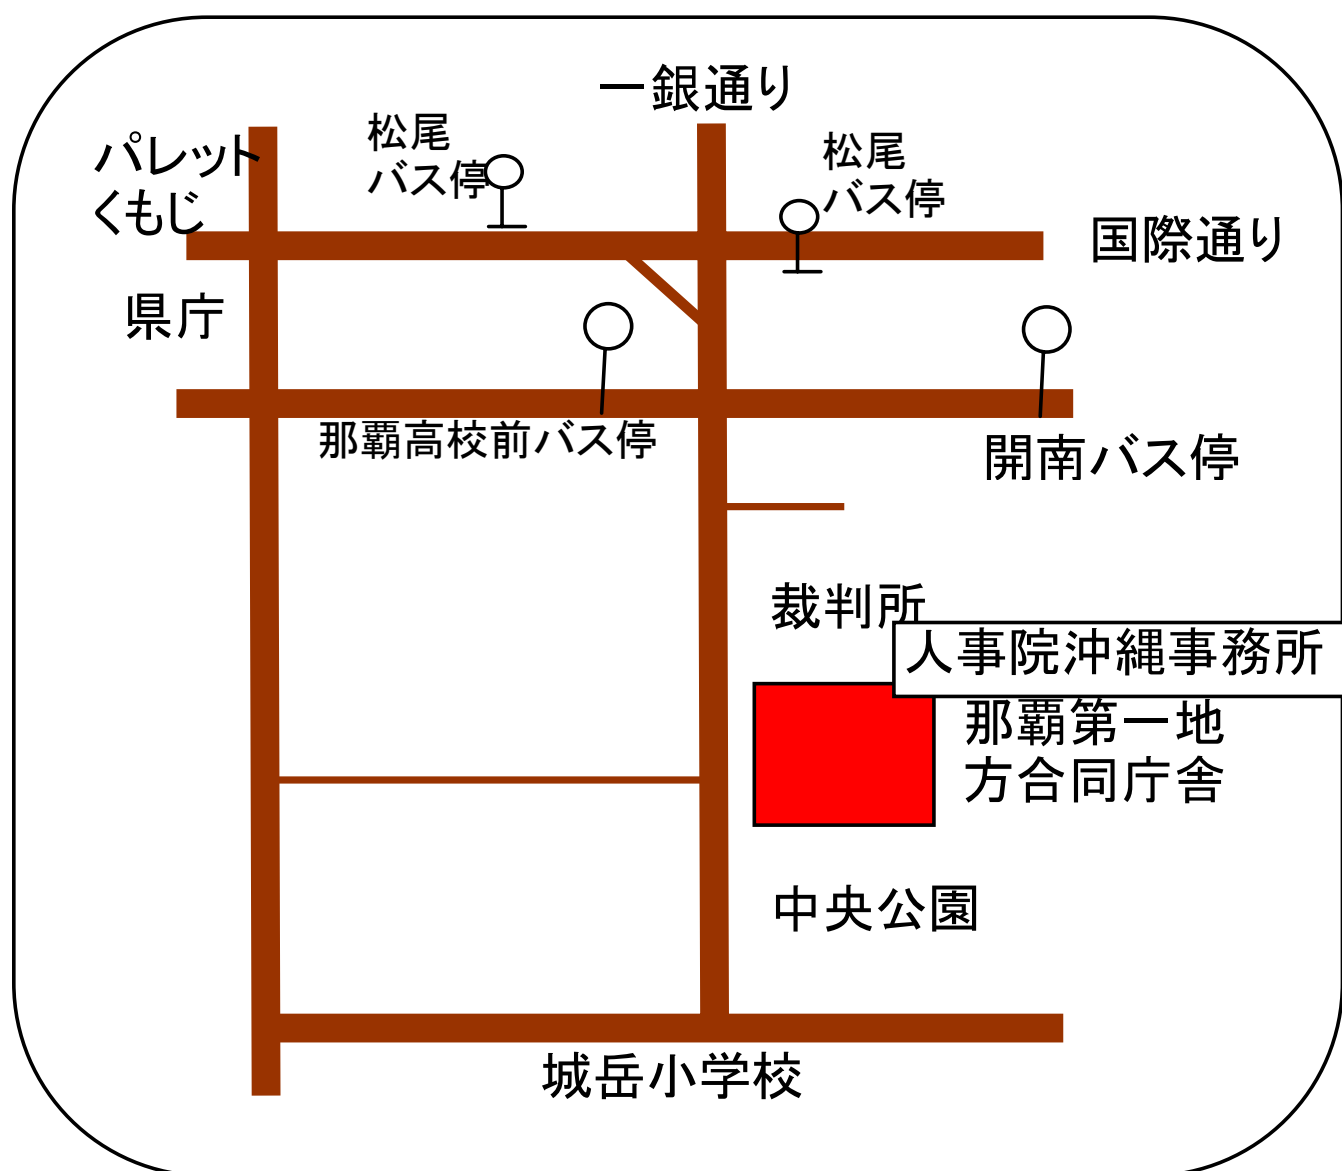 一銀通り
松尾
バス停
松尾
バス停
パレット
くもじ
国際通り
県庁
那覇高校前バス停
開南バス停
裁判所
人事院沖縄事務所
那覇第一地
方合同庁舎
中央公園
城岳小学校